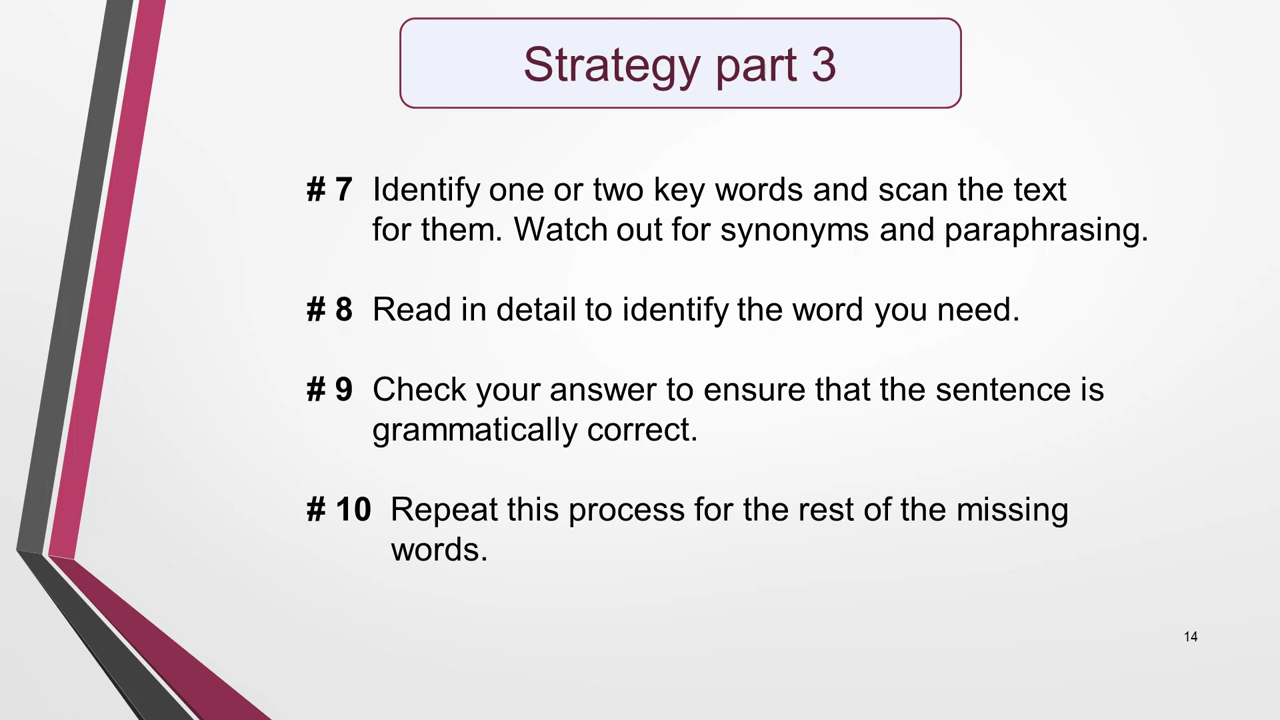 Strategy part 3
# 7 Identify one or two key words and scan the text
for them. Watch out for synonyms and paraphrasing.
# 8 Read in detail to identify the word you need.
# 9 Check your answer to ensure that the sentence is
grammatically correct.
# 10 Repeat this process for the rest of the missing
words.
14